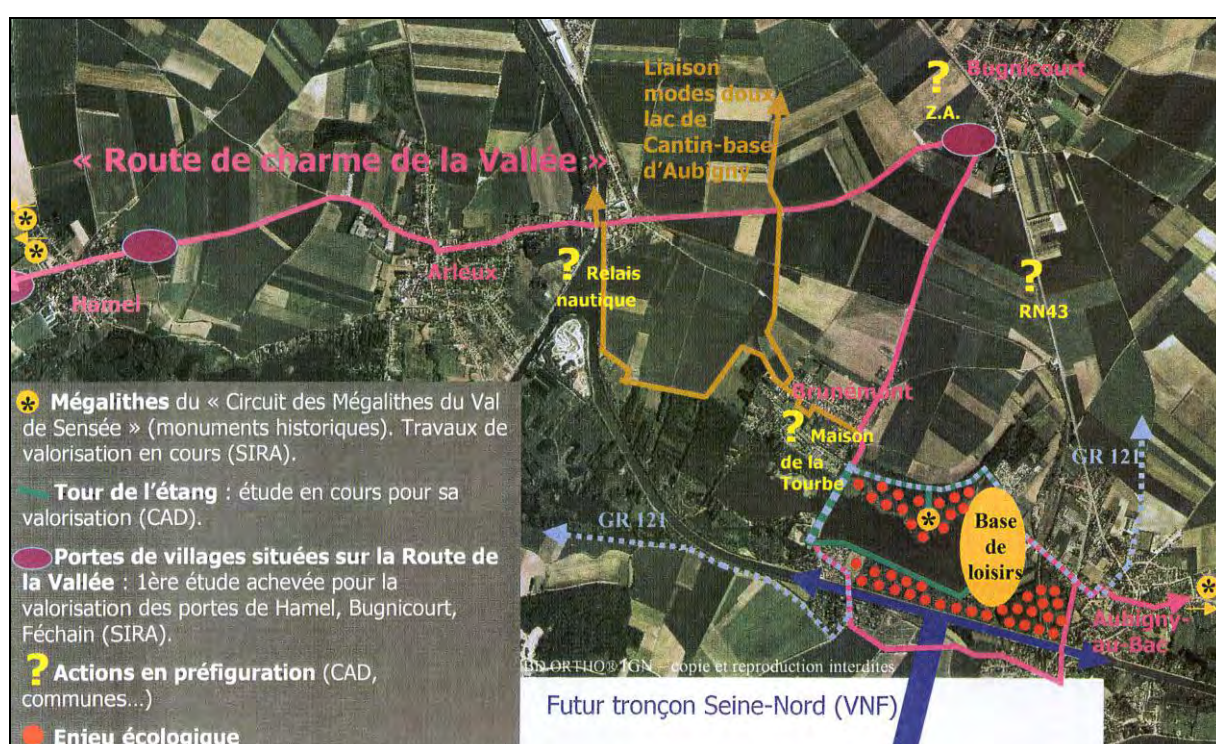 Liaison
modes doux
lac de
Cantin-base
d'Aubigny
?
Z.A.
Bugnicourt
« Route de charme de la Vallée »
Hamel
Arleux
? Relais
nautique
?
RN43
Brunémont
? Maison
de la
Tourbe
GR 121
GR 121
Base
de
loisirs
Aubigny-
au-Bac
Mégalithes du « Circuit des Mégalithes du Val
de Sensée » (monuments historiques). Travaux de
valorisation en cours (SIRA).
Tour de l'étang : étude en cours pour sa
valorisation (CAD).
Portes de villages situées sur la Route de
la Vallée : 1ère étude achevée pour la
valorisation des portes de Hamel, Bugnicourt,
Féchain (SIRA).
? Actions en préfiguration (CAD,
communes...)
Enjeu écologique
BD ORTHO® IGN – copie et reproduction interdites
Futur tronçon Seine-Nord (VNF)